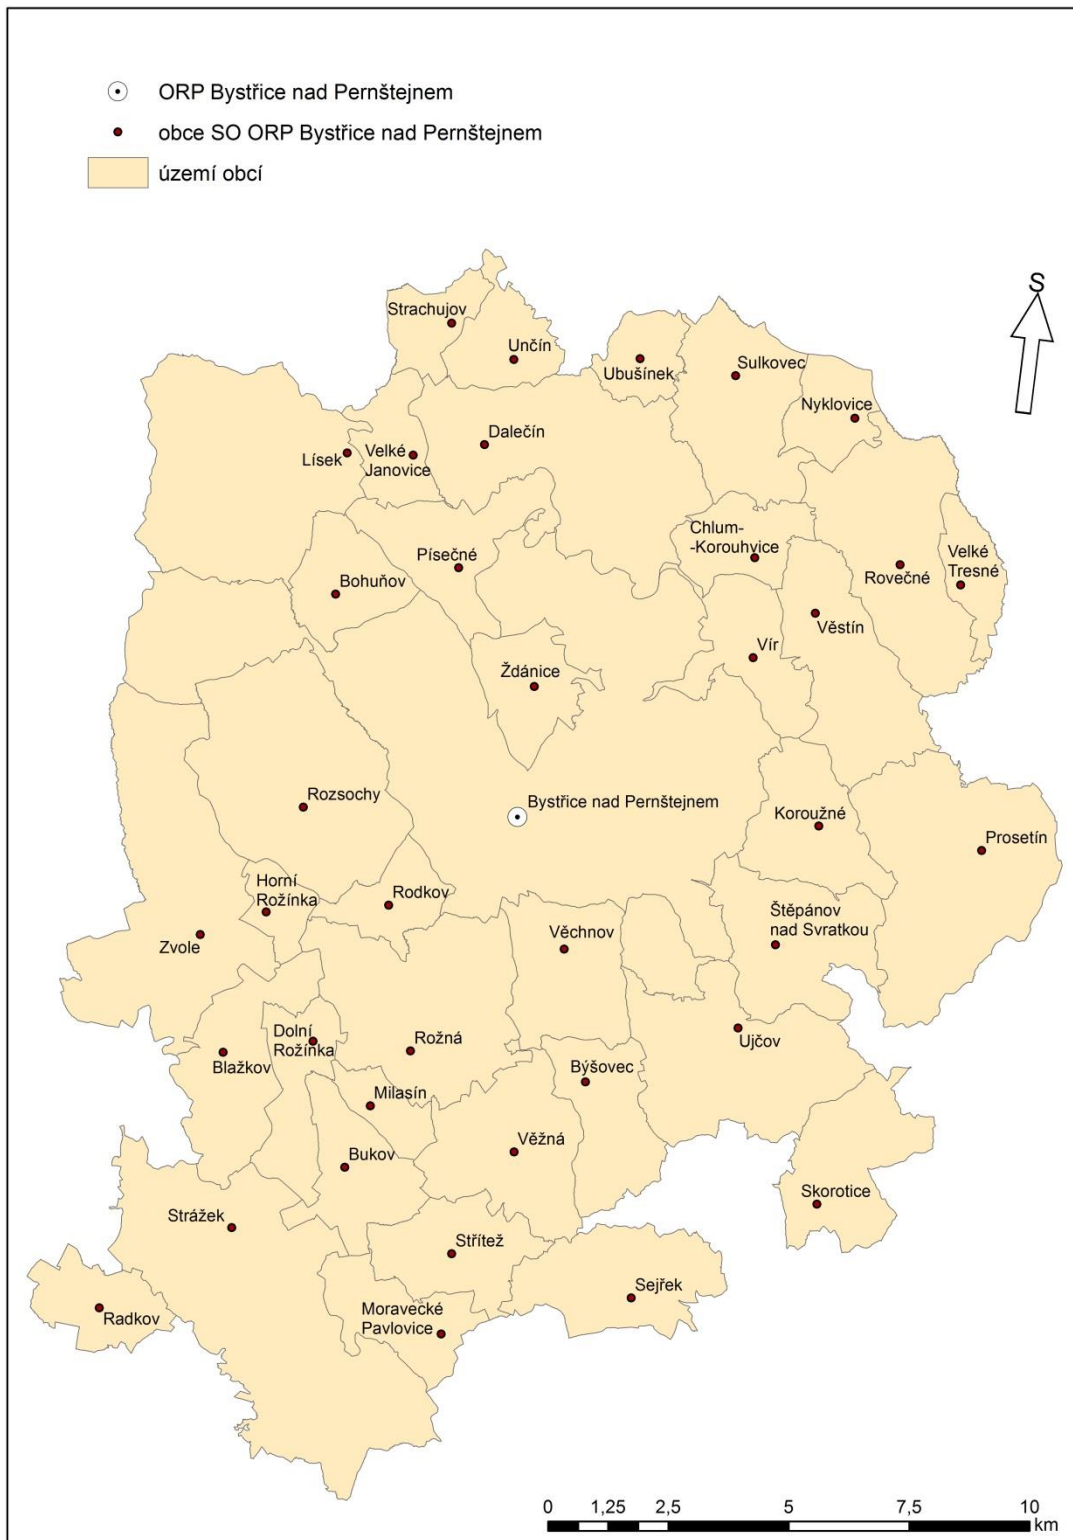 ORP Bystřice nad Pernštejnem
obce SO ORP Bystřice nad Pernštejnem
území obcí
S
Strachujov
Unčín
Ubušínek
Sulkovec
Nyklovice
Dalečín
Lísek
Velké
Janovice
Chlum-
-Korouhvice
Velké
Tresné
Písečné
Rovečné
Bohuňov
Věstín
Vír
Ždánice
Rozsochy
Bystřice nad Pernštejnem
Koroužné
Prosetín
Horní
Rožínka
Rodkov
Štěpánov
nad Svratkou
Věchnov
Zvole
Dolní
Rožínka
Rožná
Ujčov
Blažkov
Býšovec
Milasín
Věžná
Bukov
Skorotice
Strážek
Střítež
Sejřek
Radkov
Moravecké
Pavlovice
0 1,25 2,5 5 7,5 10
km